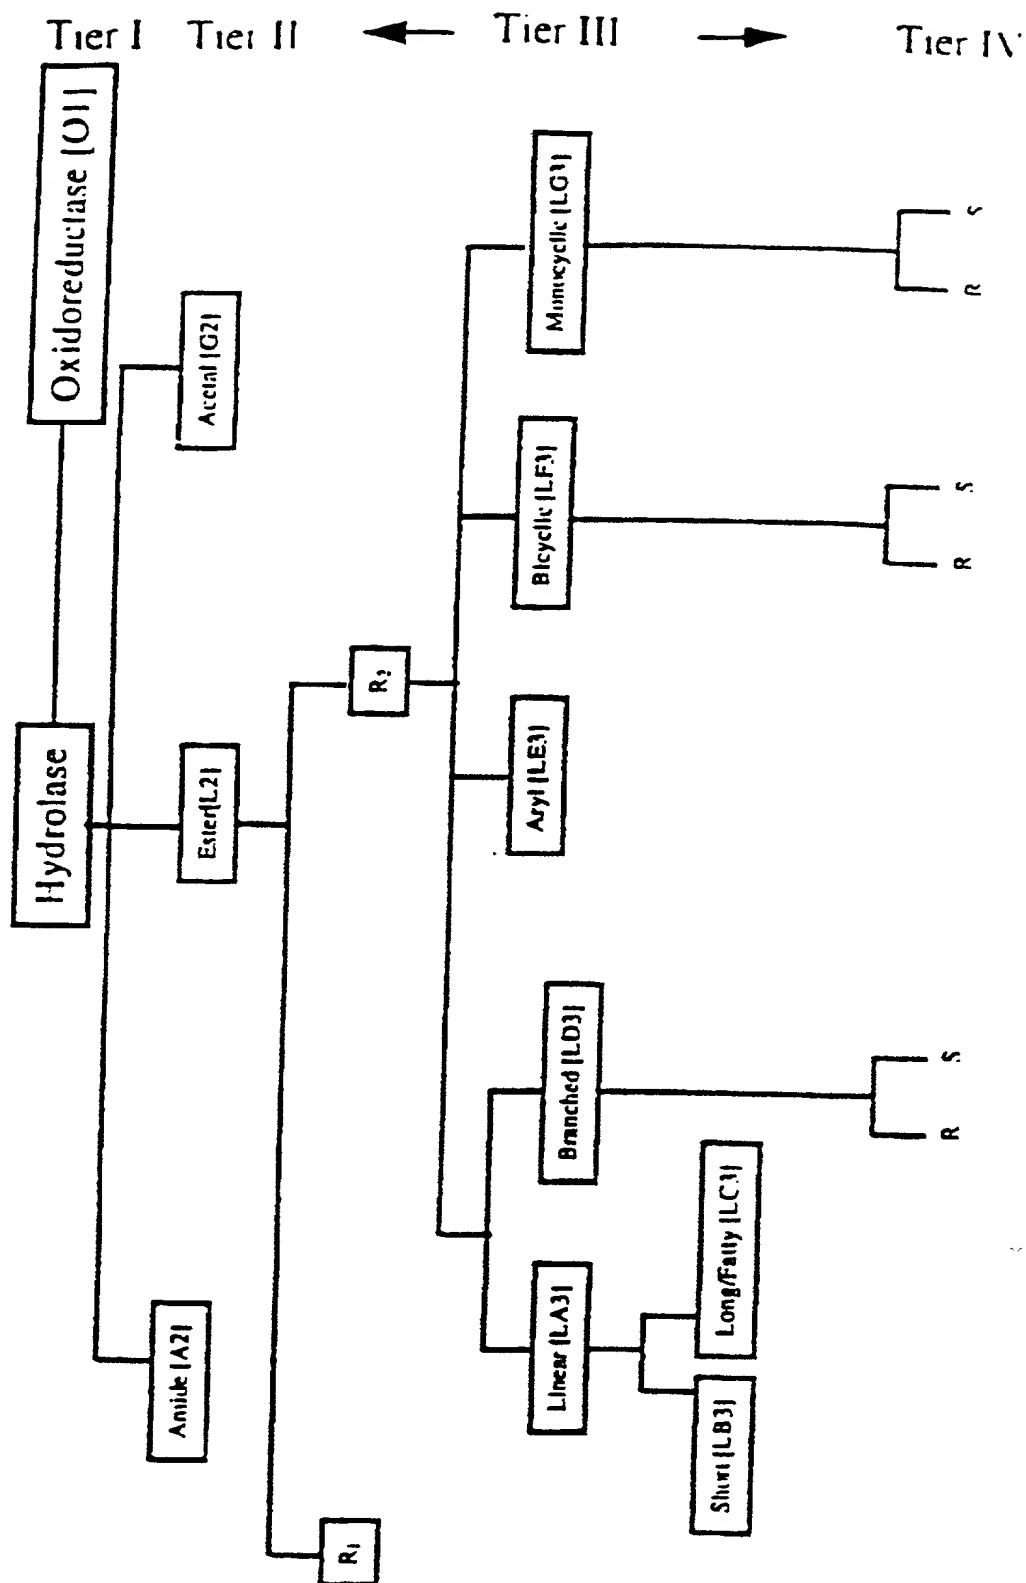 Tier I
Tier II
Tier III
Tier IV
Hydrolase
Oxidoreductase [O1]
Amide [A2]
Ester[L2]
Acetal [G2]
R1
R2
Linear [LA3]
Branched [LD3]
Aryl [LE3]
Bicyclic [LF3]
Monocyclic [LG3]
Short [LB3]
Long/Fatty [LC3]
R
S
R
S
R
S